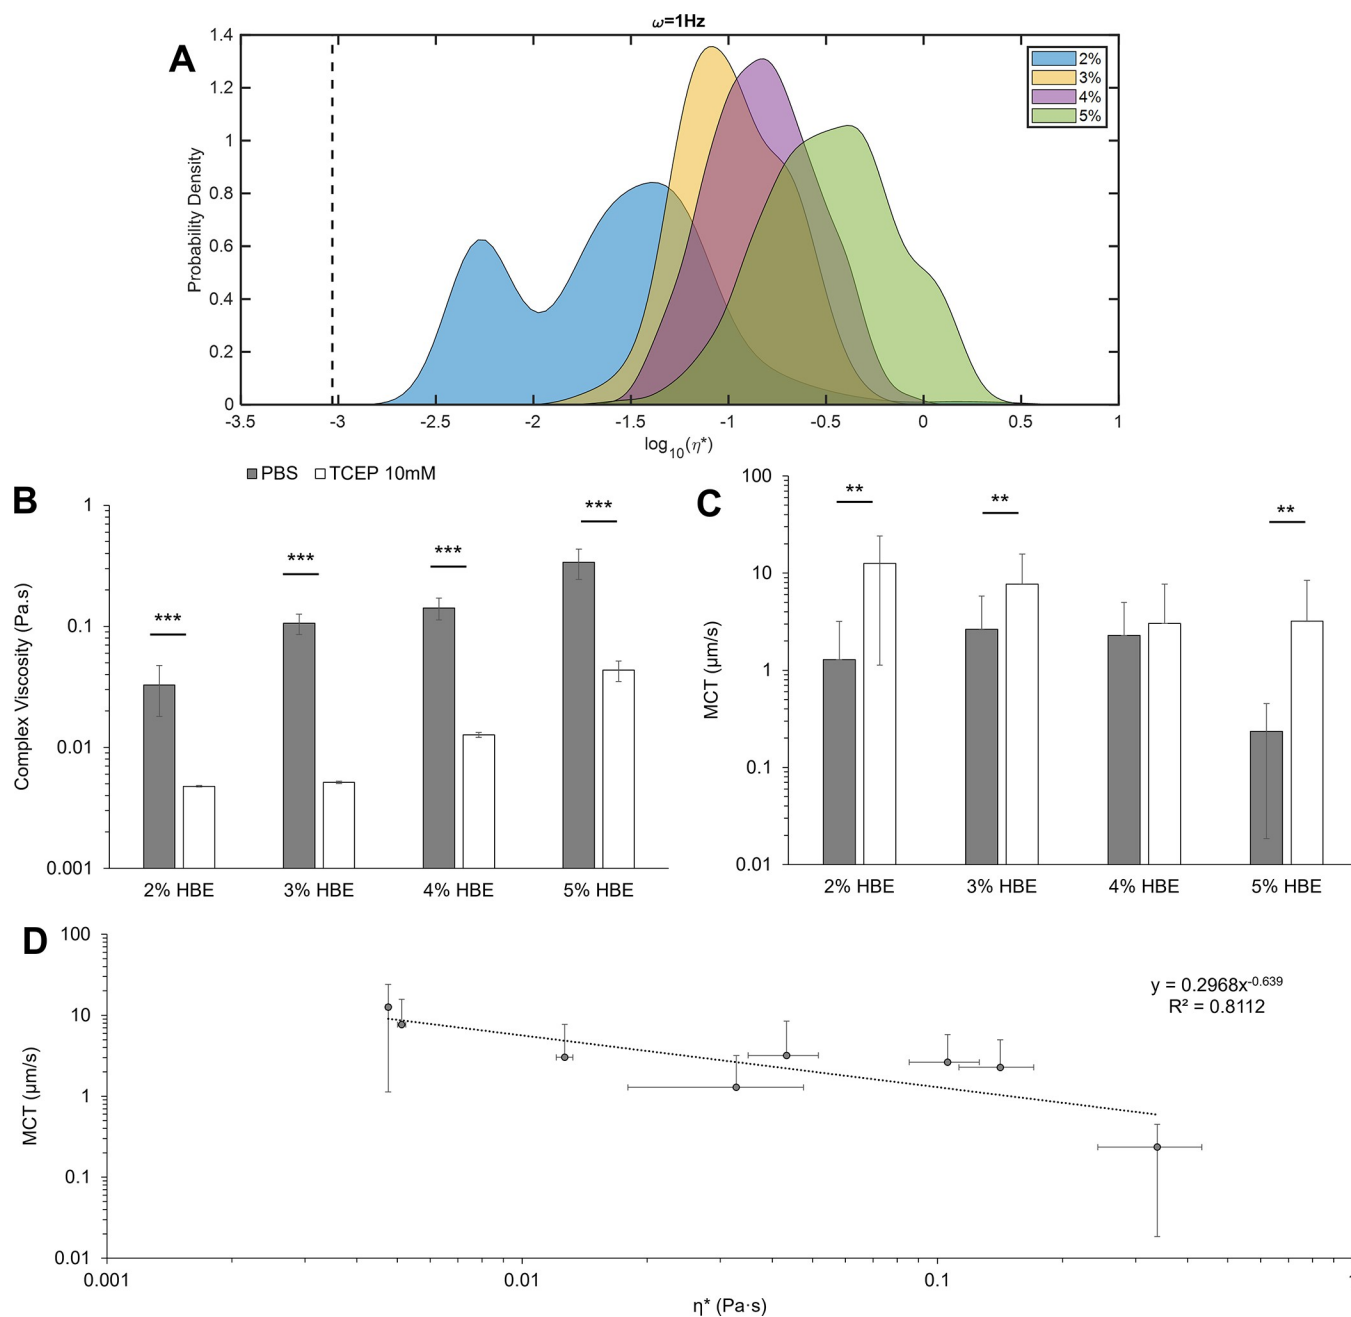 ω=1Hz
A
1.4
1.2
1
0.8
0.6
0.4
0.2
0
Probability Density
2%
3%
4%
5%
-3.5 -3 -2.5 -2 -1.5 -1 -0.5 0 0.5 1
log10(η*)
PBS TCEP 10mM
B
1
0.1
0.01
0.001
Complex Viscosity (Pa.s)
*** *** *** ***
2% HBE 3% HBE 4% HBE 5% HBE
C
100
10
1
0.1
0.01
MCT (μm/s)
** ** **
2% HBE 3% HBE 4% HBE 5% HBE
D
100
10
1
0.1
0.01
MCT (μm/s)
y = 0.2968x^-0.639
R² = 0.8112
0.001 0.01 0.1 1
η* (Pa·s)